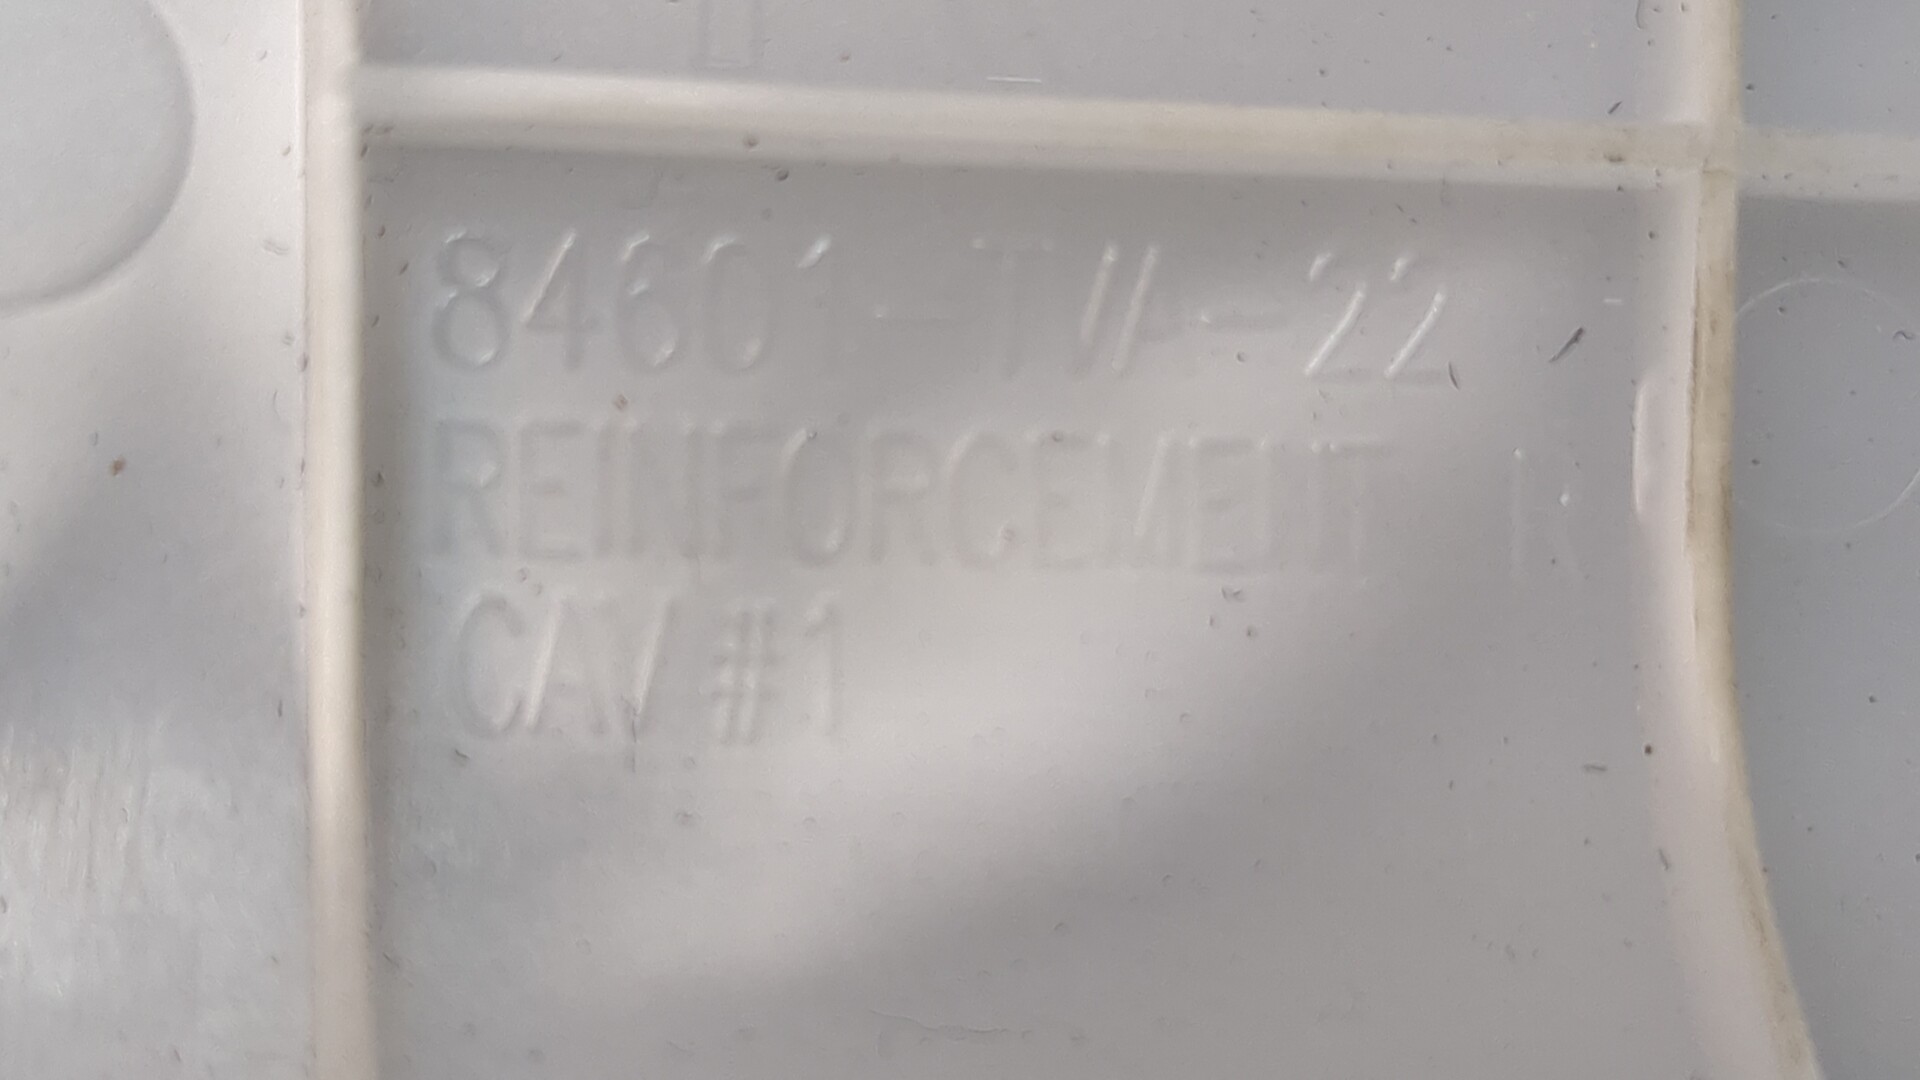 84601-TVA-22
REINFORCEMENT R
CAV #1